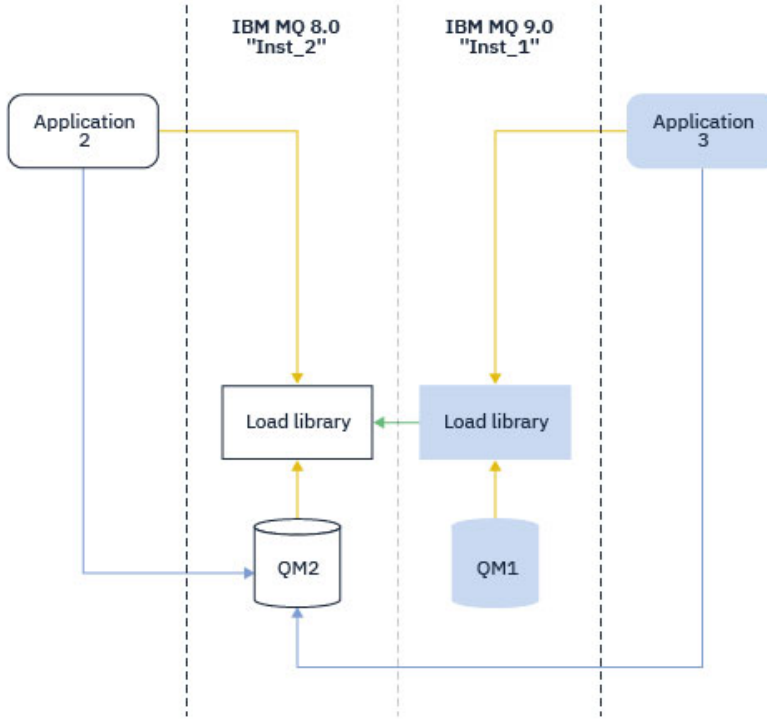 IBM MQ 8.0
"Inst_2"
IBM MQ 9.0
"Inst_1"
Application
2
Application
3
Load library
Load library
QM2
QM1